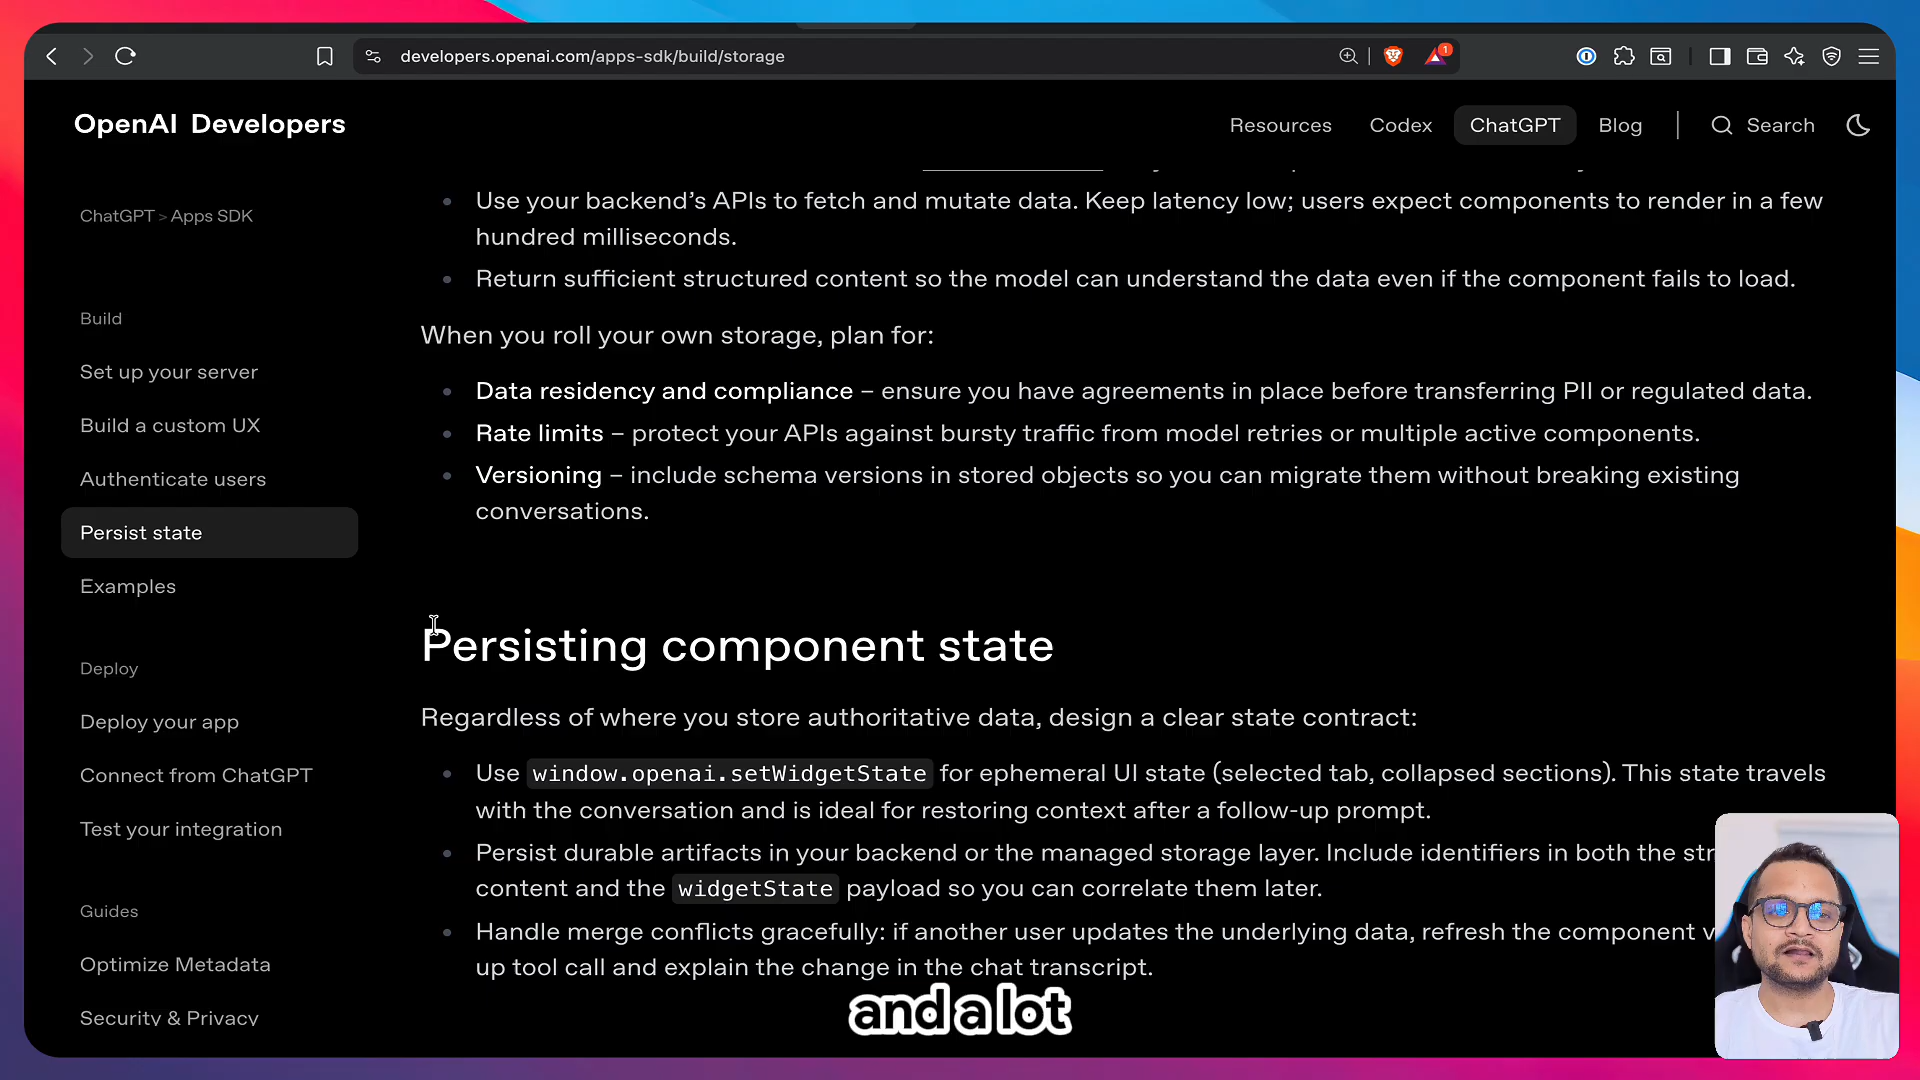 developers.openai.com/apps-sdk/build/storage
1
OpenAI Developers
Resources
Codex
ChatGPT
Blog
Search
ChatGPT > Apps SDK
Build
Set up your server
Build a custom UX
Authenticate users
Persist state
Examples
Deploy
Deploy your app
Connect from ChatGPT
Test your integration
Guides
Optimize Metadata
Security & Privacy
Use your backend’s APIs to fetch and mutate data. Keep latency low; users expect components to render in a few
hundred milliseconds.
Return sufficient structured content so the model can understand the data even if the component fails to load.
When you roll your own storage, plan for:
Data residency and compliance – ensure you have agreements in place before transferring PII or regulated data.
Rate limits – protect your APIs against bursty traffic from model retries or multiple active components.
Versioning – include schema versions in stored objects so you can migrate them without breaking existing
conversations.
Persisting component state
Regardless of where you store authoritative data, design a clear state contract:
Use window.openai.setWidgetState for ephemeral UI state (selected tab, collapsed sections). This state travels
with the conversation and is ideal for restoring context after a follow-up prompt.
Persist durable artifacts in your backend or the managed storage layer. Include identifiers in both the
content and the widgetState payload so you can correlate them later.
Handle merge conflicts gracefully: if another user updates the underlying data, refresh the component
up tool call and explain the change in the chat transcript.
and a lot